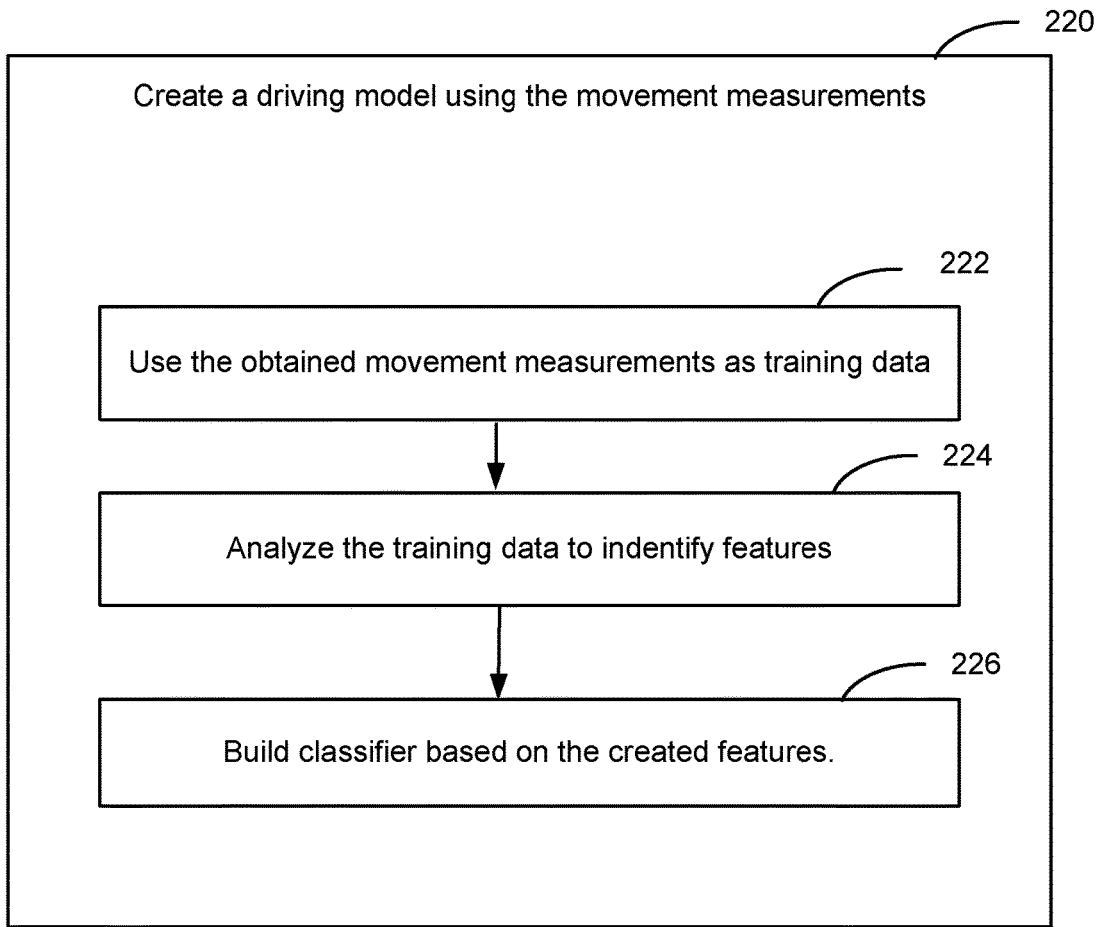 220
Create a driving model using the movement measurements
222
Use the obtained movement measurements as training data
224
Analyze the training data to indentify features
226
Build classifier based on the created features.